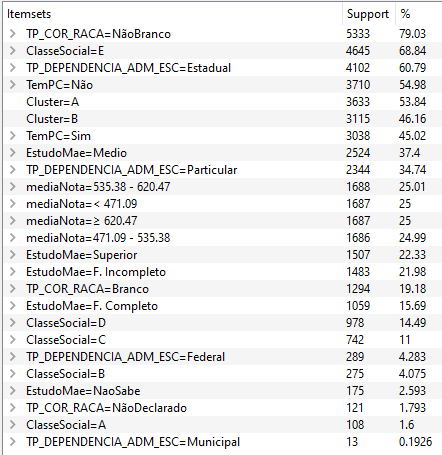 Itemsets Support %
TP_COR_RACA=NãoBranco 5333 79.03
ClasseSocial=E 4645 68.84
TP_DEPENDENCIA_ADM_ESC=Estadual 4102 60.79
TemPC=Não 3710 54.98
Cluster=A 3633 53.84
Cluster=B 3115 46.16
TemPC=Sim 3038 45.02
EstudoMae=Medio 2524 37.4
TP_DEPENDENCIA_ADM_ESC=Particular 2344 34.74
mediaNota=535.38 - 620.47 1688 25.01
mediaNota=< 471.09 1687 25
mediaNota=≥ 620.47 1687 25
mediaNota=471.09 - 535.38 1686 24.99
EstudoMae=Superior 1507 22.33
EstudoMae=F. Incompleto 1483 21.98
TP_COR_RACA=Branco 1294 19.18
EstudoMae=F. Completo 1059 15.69
ClasseSocial=D 978 14.49
ClasseSocial=C 742 11
TP_DEPENDENCIA_ADM_ESC=Federal 289 4.283
ClasseSocial=B 275 4.075
EstudoMae=NaoSabe 175 2.593
TP_COR_RACA=NãoDeclarado 121 1.793
ClasseSocial=A 108 1.6
TP_DEPENDENCIA_ADM_ESC=Municipal 13 0.1926